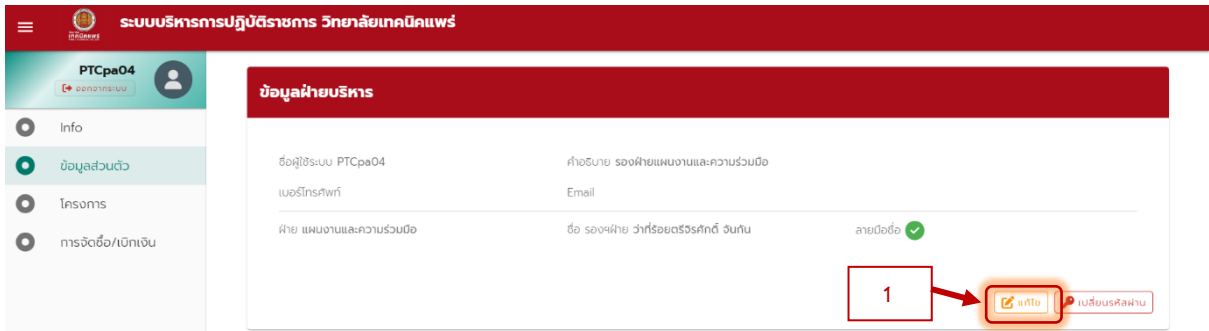 ระบบบริหารการปฏิบัติราชการ วิทยาลัยเทคนิคแพร่
เทคนิคแพร่
PTCpa04
ออกจากระบบ
Info
ข้อมูลส่วนตัว
โครงการ
การจัดซื้อ/เบิกเงิน
ข้อมูลฝ่ายบริหาร
ชื่อผู้ใช้ระบบ PTCpa04 คำอธิบาย รองฝ่ายแผนงานและความร่วมมือ
เบอร์โทรศัพท์ Email
ฝ่าย แผนงานและความร่วมมือ ชื่อ รองฯฝ่าย ว่าที่ร้อยตรีจิรศักดิ์ จันกัน ลายมือชื่อ
1
แก้ไข เปลี่ยนรหัสผ่าน